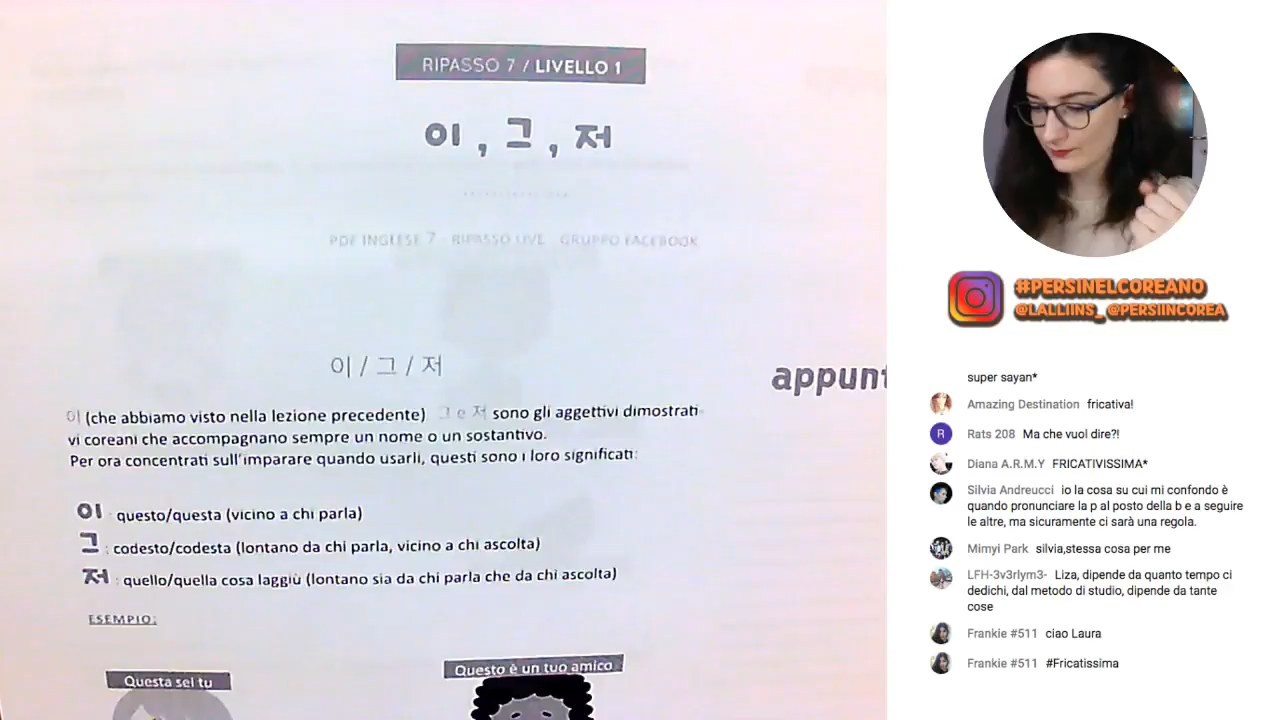 RIPASSO 7 / LIVELLO 1
이 , 그 , 저
PDF INGLESE 7 - RIPASSO LIVE - GRUPPO FACEBOOK
이 / 그 / 저
appunt
이 (che abbiamo visto nella lezione precedente) 그 e 저 sono gli aggettivi dimostrati-
vi coreani che accompagnano sempre un nome o un sostantivo.
Per ora concentrati sull'imparare quando usarli, questi sono i loro significati:
이 : questo/questa (vicino a chi parla)
그 : codesto/codesta (lontano da chi parla, vicino a chi ascolta)
저 : quello/quella cosa laggiù (lontano sia da chi parla che da chi ascolta)
ESEMPIO:
Questa sei tu
Questo è un tuo amico
#PERSINELCOREANO
@LALLIINS_ @PERSIINCOREA
super sayan*
Amazing Destination fricativa!
R Rats 208 Ma che vuol dire?!
Diana A.R.M.Y FRICATIVISSIMA*
Silvia Andreucci io la cosa su cui mi confondo è
quando pronunciare la p al posto della b e a seguire
le altre, ma sicuramente ci sarà una regola.
Mimyi Park silvia,stessa cosa per me
LFH-3v3rlym3- Liza, dipende da quanto tempo ci
dedichi, dal metodo di studio, dipende da tante
cose
Frankie #511 ciao Laura
Frankie #511 #Fricatissima